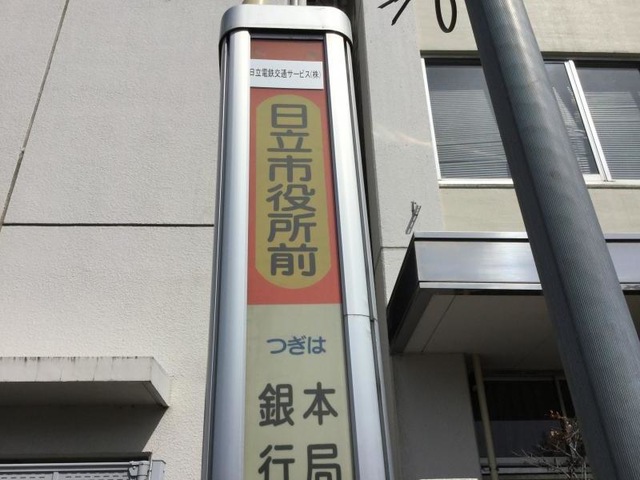 日立電鉄交通サービス(株)
日立市役所前
つぎは
本局
銀行